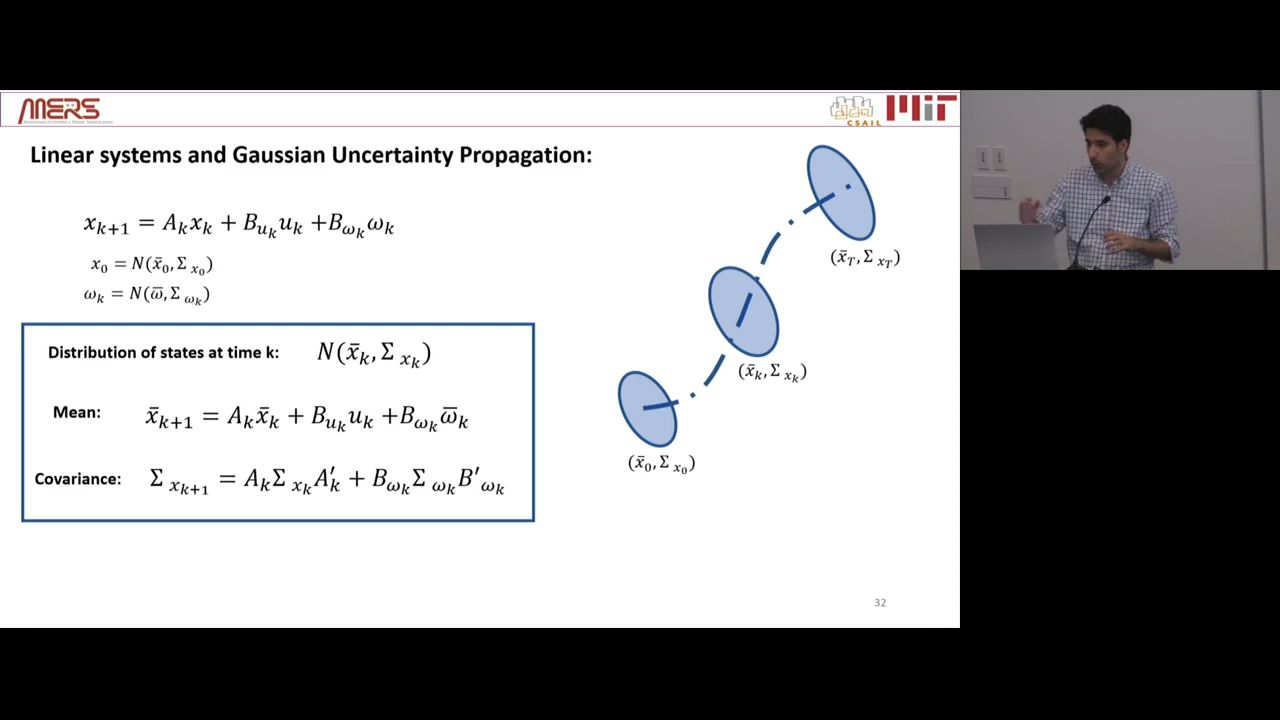 MERS
CSAIL
MIT
Linear systems and Gaussian Uncertainty Propagation:
x_{k+1} = A_k x_k + B_{u_k} u_k + B_{ω_k} ω_k
x_0 = N(x̄_0, Σ_{x_0})
ω_k = N(ω̄, Σ_{ω_k})
Distribution of states at time k: N(x̄_k, Σ_{x_k})
Mean: x̄_{k+1} = A_k x̄_k + B_{u_k} u_k + B_{ω_k} ω̄_k
Covariance: Σ_{x_{k+1}} = A_k Σ_{x_k} A′_k + B_{ω_k} Σ_{ω_k} B′_{ω_k}
(x̄_T, Σ_{x_T})
(x̄_k, Σ_{x_k})
(x̄_0, Σ_{x_0})
32